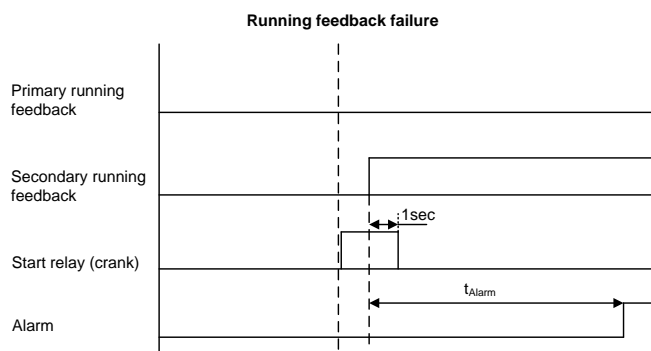 Running feedback failure
Primary running
feedback
Secondary running
feedback
1sec
Start relay (crank)
tAlarm
Alarm